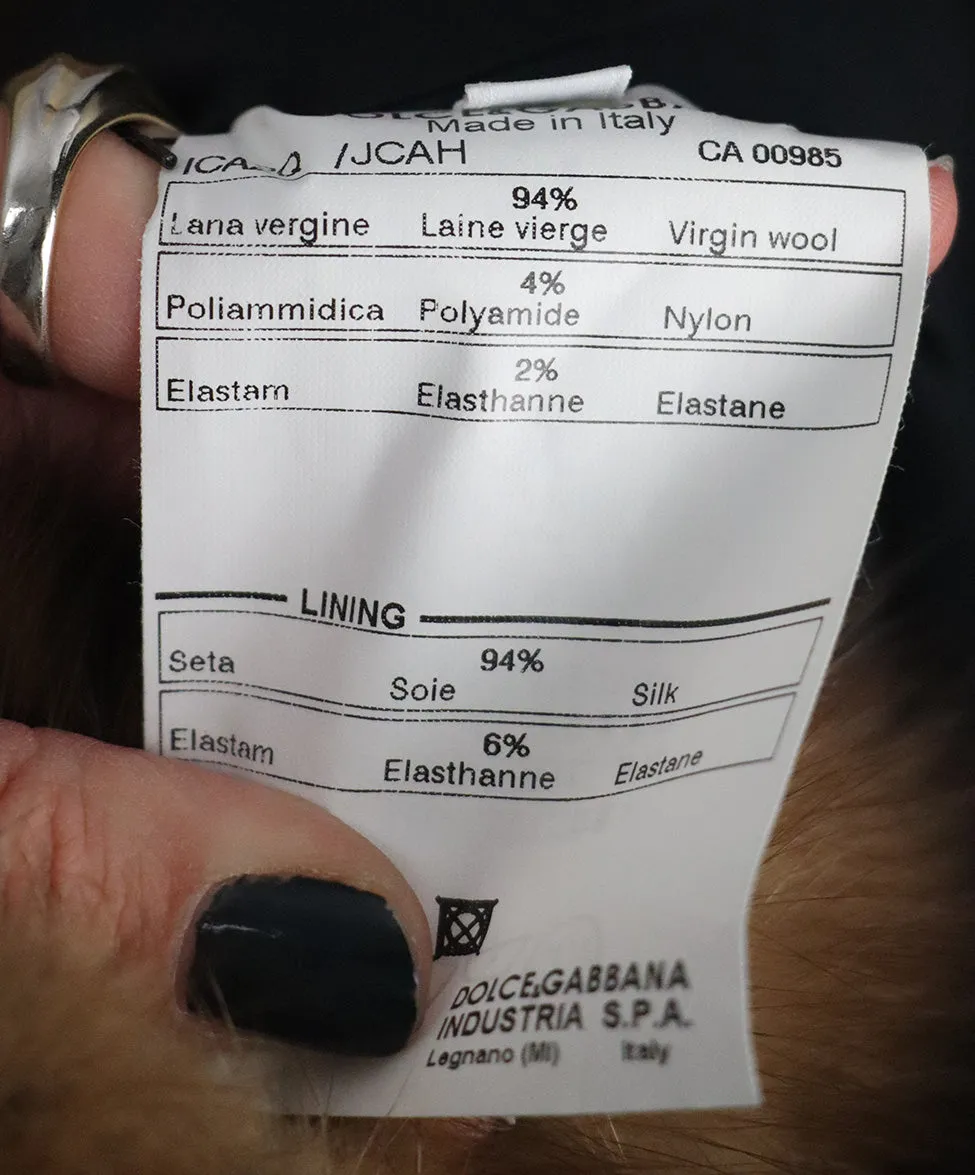 Made in Italy
/JCAH CA 00985
94%
Lana vergine Laine vierge Virgin wool
4%
Poliammidica Polyamide Nylon
2%
Elastam Elasthanne Elastane
LINING
94%
Seta Soie Silk
6%
Elastam Elasthanne Elastane
DOLCE&GABBANA
INDUSTRIA S.P.A.
Legnano (MI) Italy